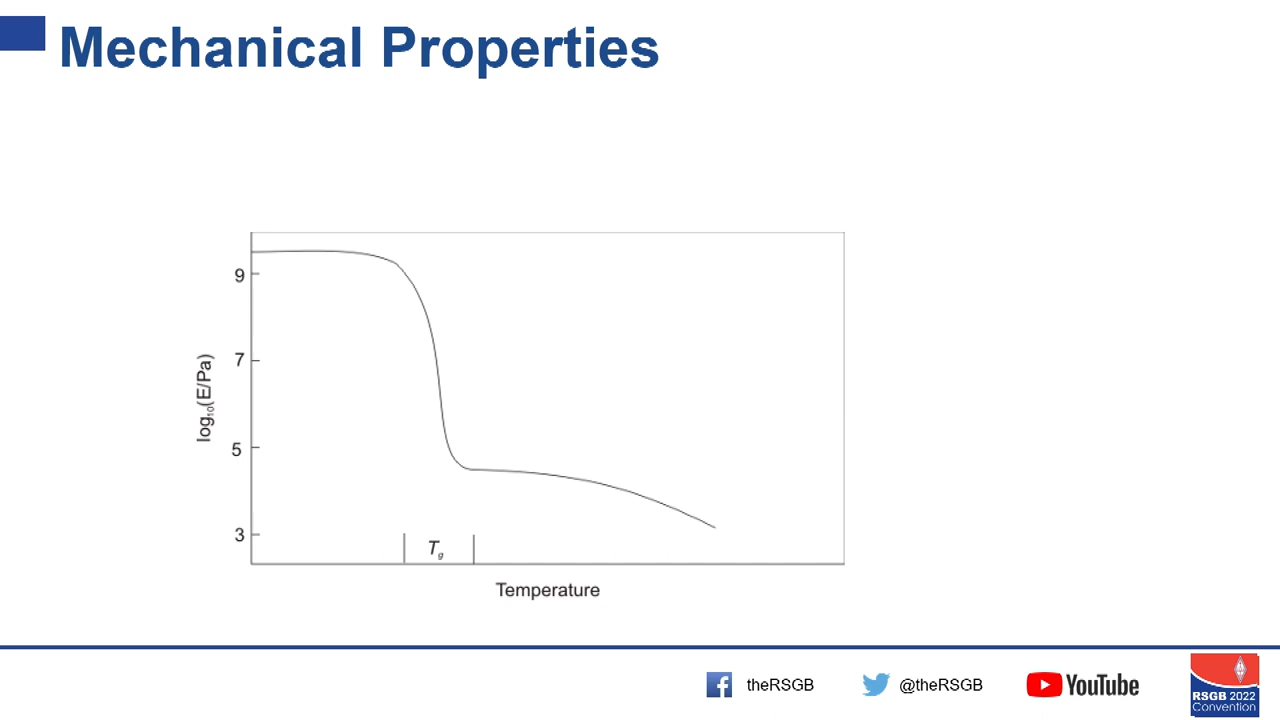 Mechanical Properties
9
7
5
3
log10(E/Pa)
Tg
Temperature
theRSGB
@theRSGB
YouTube
RSGB 2022
Convention